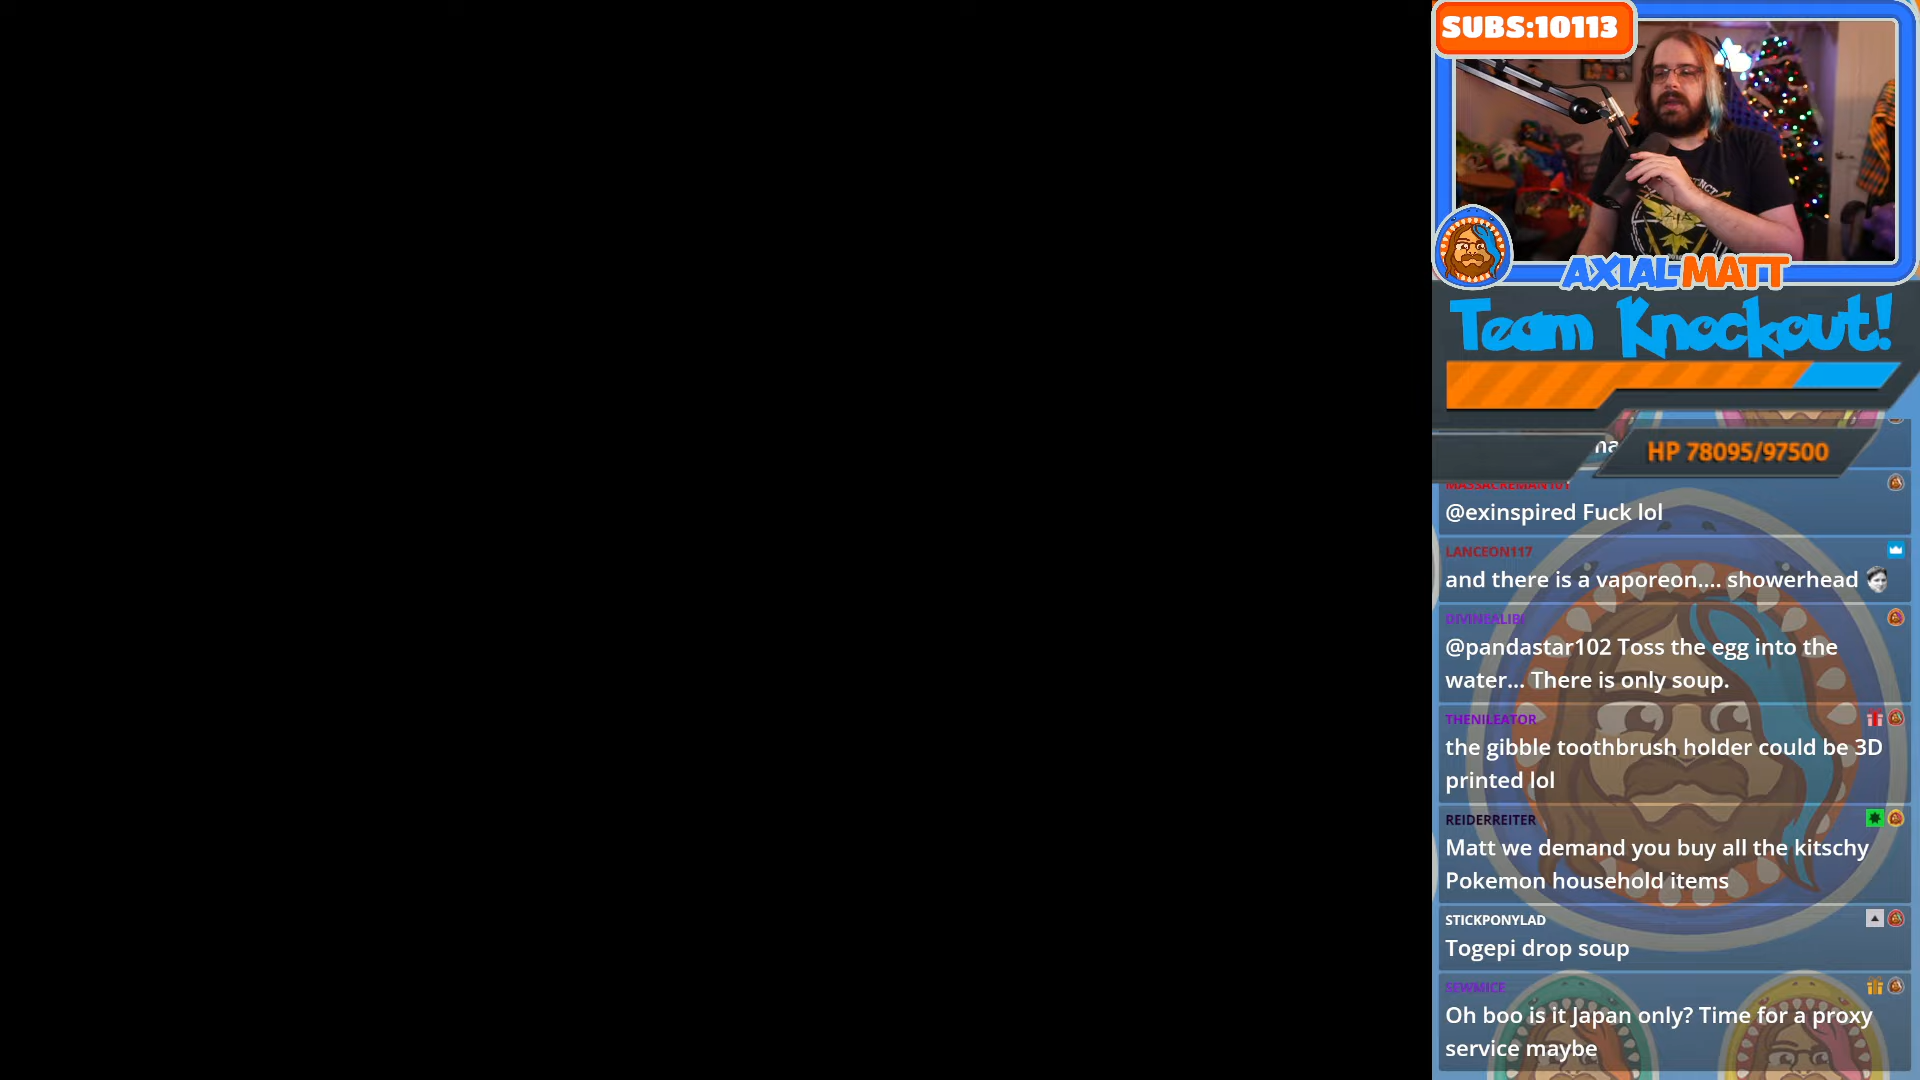 SUBS:10113
AXIAL-MATT
Team Knockout!
HP 78095/97500
MASSACREMAN101
@exinspired Fuck lol
LANCEON117
and there is a vaporeon.... showerhead
DIVINEALIBI
@pandastar102 Toss the egg into the
water... There is only soup.
THENILEATOR
the gibble toothbrush holder could be 3D
printed lol
REIDERREITER
Matt we demand you buy all the kitschy
Pokemon household items
STICKPONYLAD
Togepi drop soup
SEWMICE
Oh boo is it Japan only? Time for a proxy
service maybe